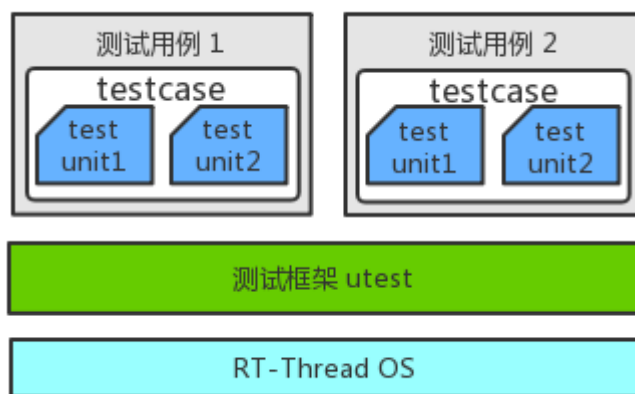 测试用例 1
testcase
test
unit1
test
unit2
测试用例 2
testcase
test
unit1
test
unit2
测试框架 utest
RT-Thread OS